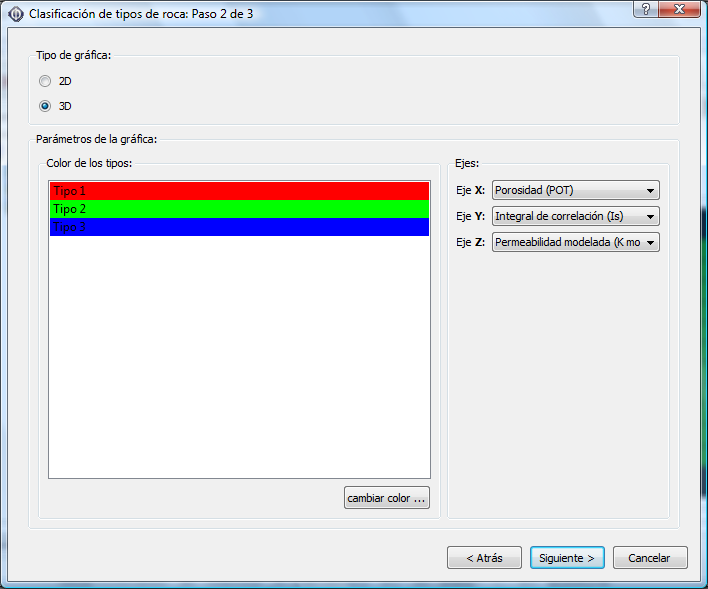 Clasificación de tipos de roca: Paso 2 de 3
Tipo de gráfica:
2D
3D
Parámetros de la gráfica:
Color de los tipos:
Tipo 1
Tipo 2
Tipo 3
cambiar color ...
Ejes:
Eje X: Porosidad (POT)
Eje Y: Integral de correlación (Is)
Eje Z: Permeabilidad modelada (K mo
< Atrás
Siguiente >
Cancelar